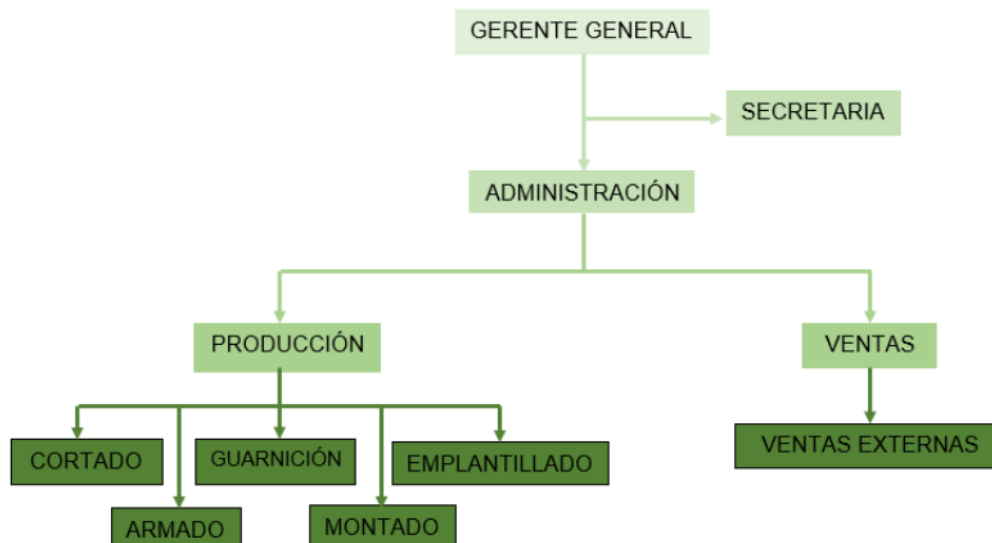 GERENTE GENERAL
SECRETARIA
ADMINISTRACIÓN
PRODUCCIÓN
VENTAS
CORTADO
GUARNICIÓN
EMPLANTILLADO
VENTAS EXTERNAS
ARMADO
MONTADO